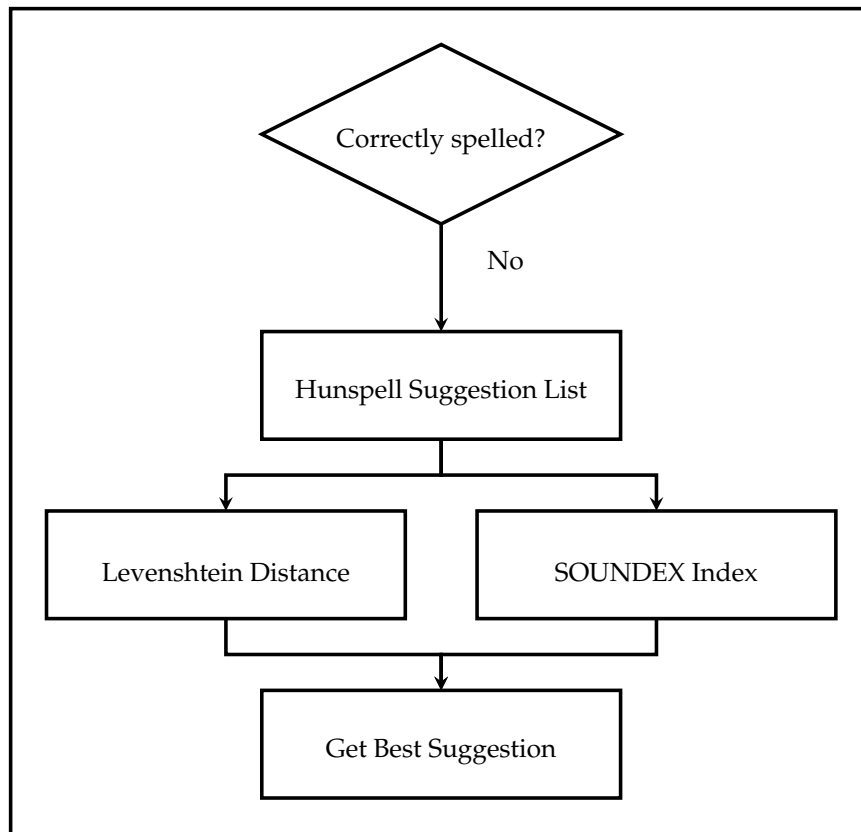 Correctly spelled?
No
Hunspell Suggestion List
Levenshtein Distance
SOUNDEX Index
Get Best Suggestion